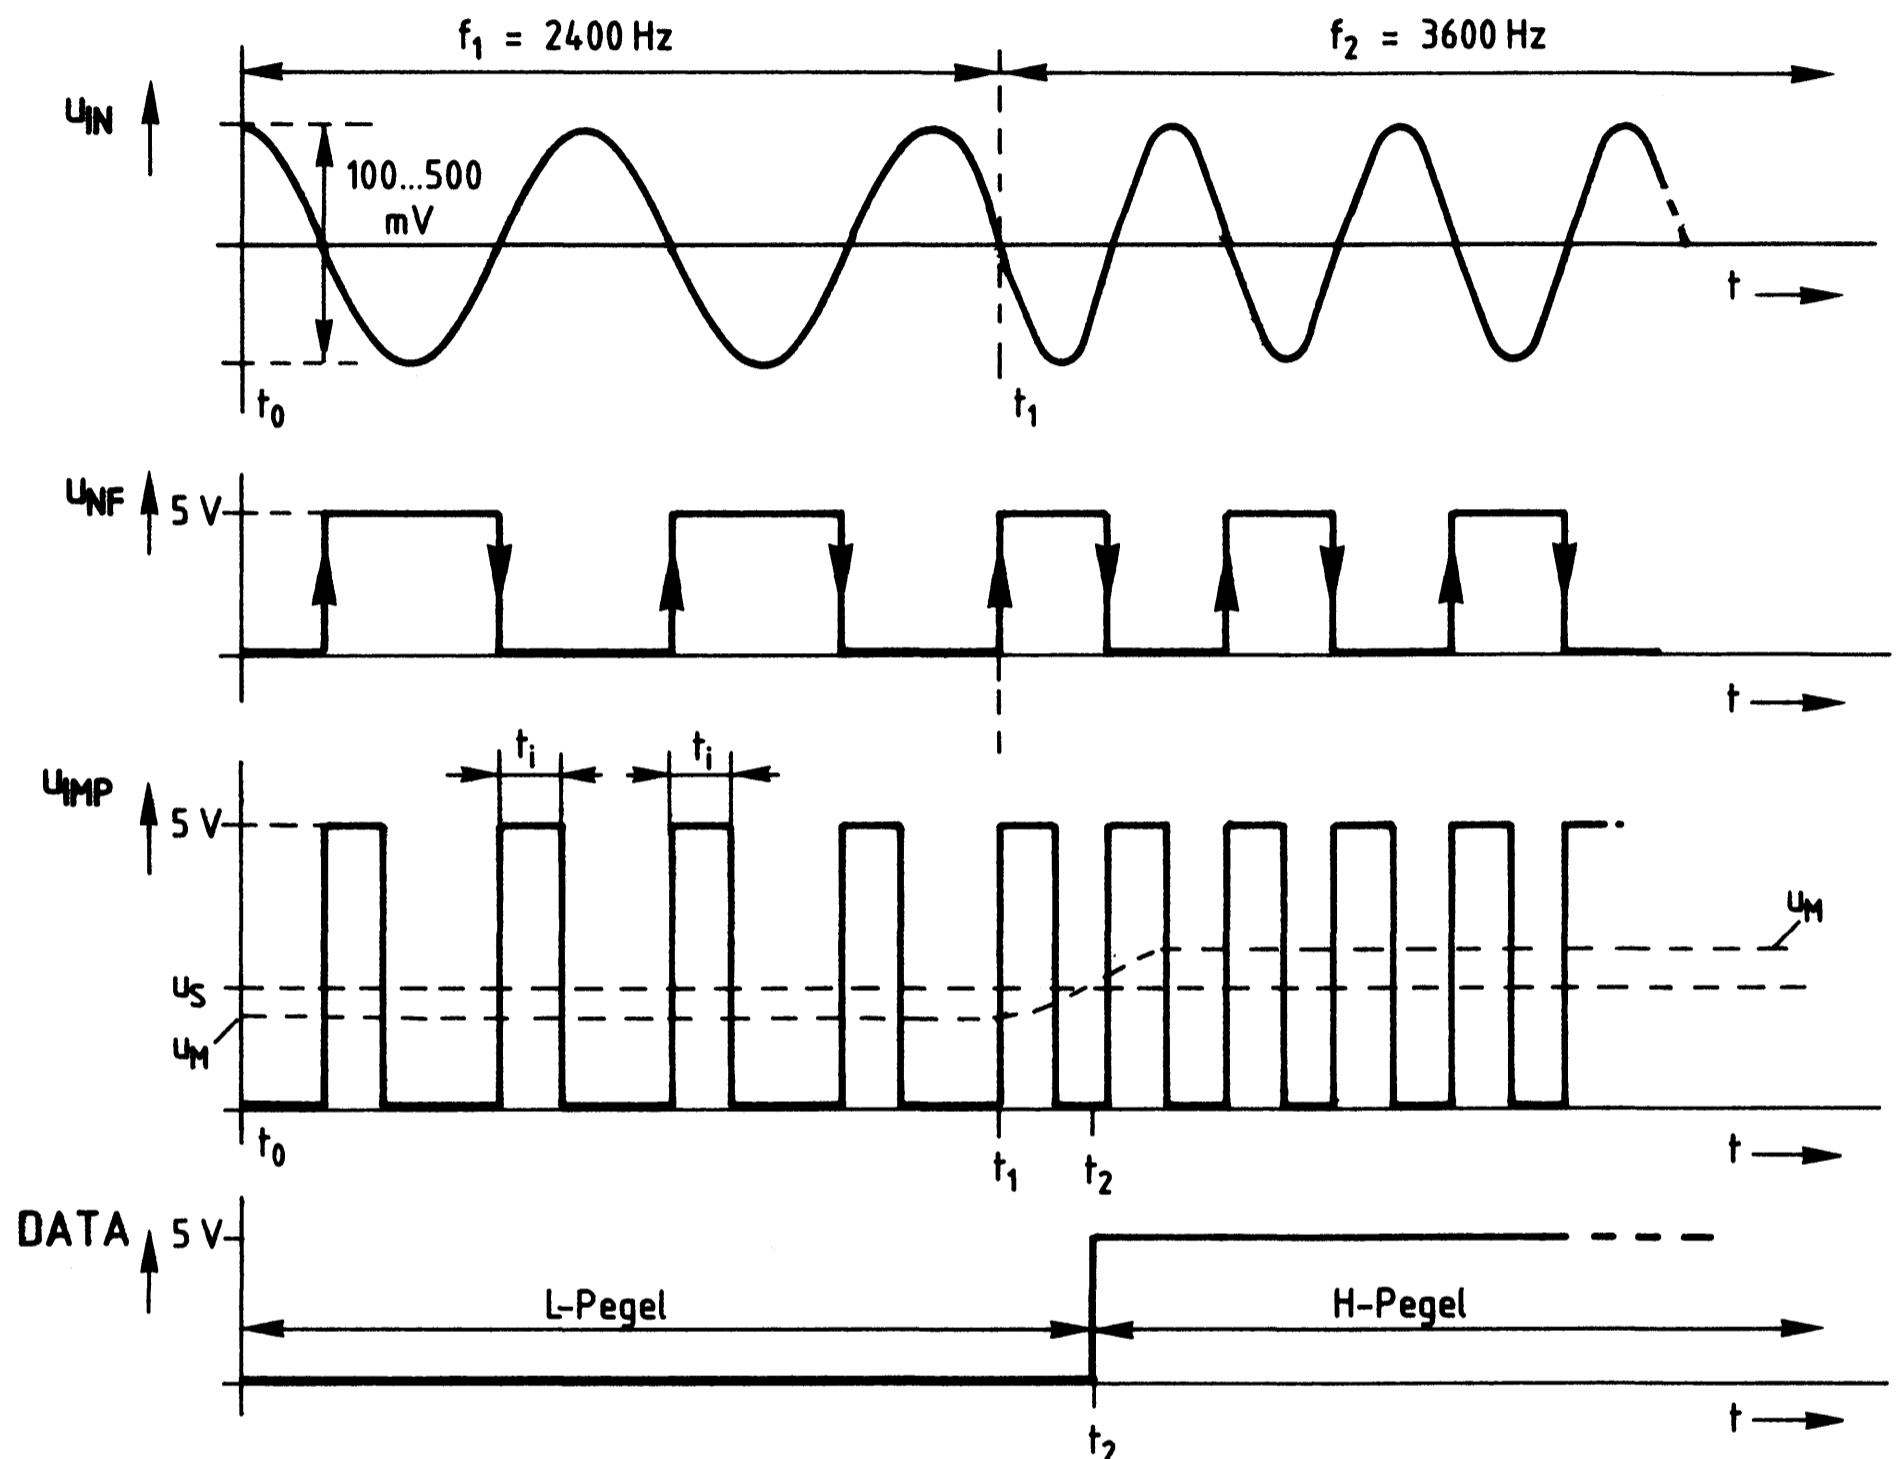 f₁ = 2400 Hz
f₂ = 3600 Hz
uIN
100...500
mV
t
t₀
t₁
uNF
5 V
t
ti
ti
uIMP
5 V
uM
uS
uM
t₀
t₁
t₂
t
DATA
5 V
L-Pegel
H-Pegel
t
t₂